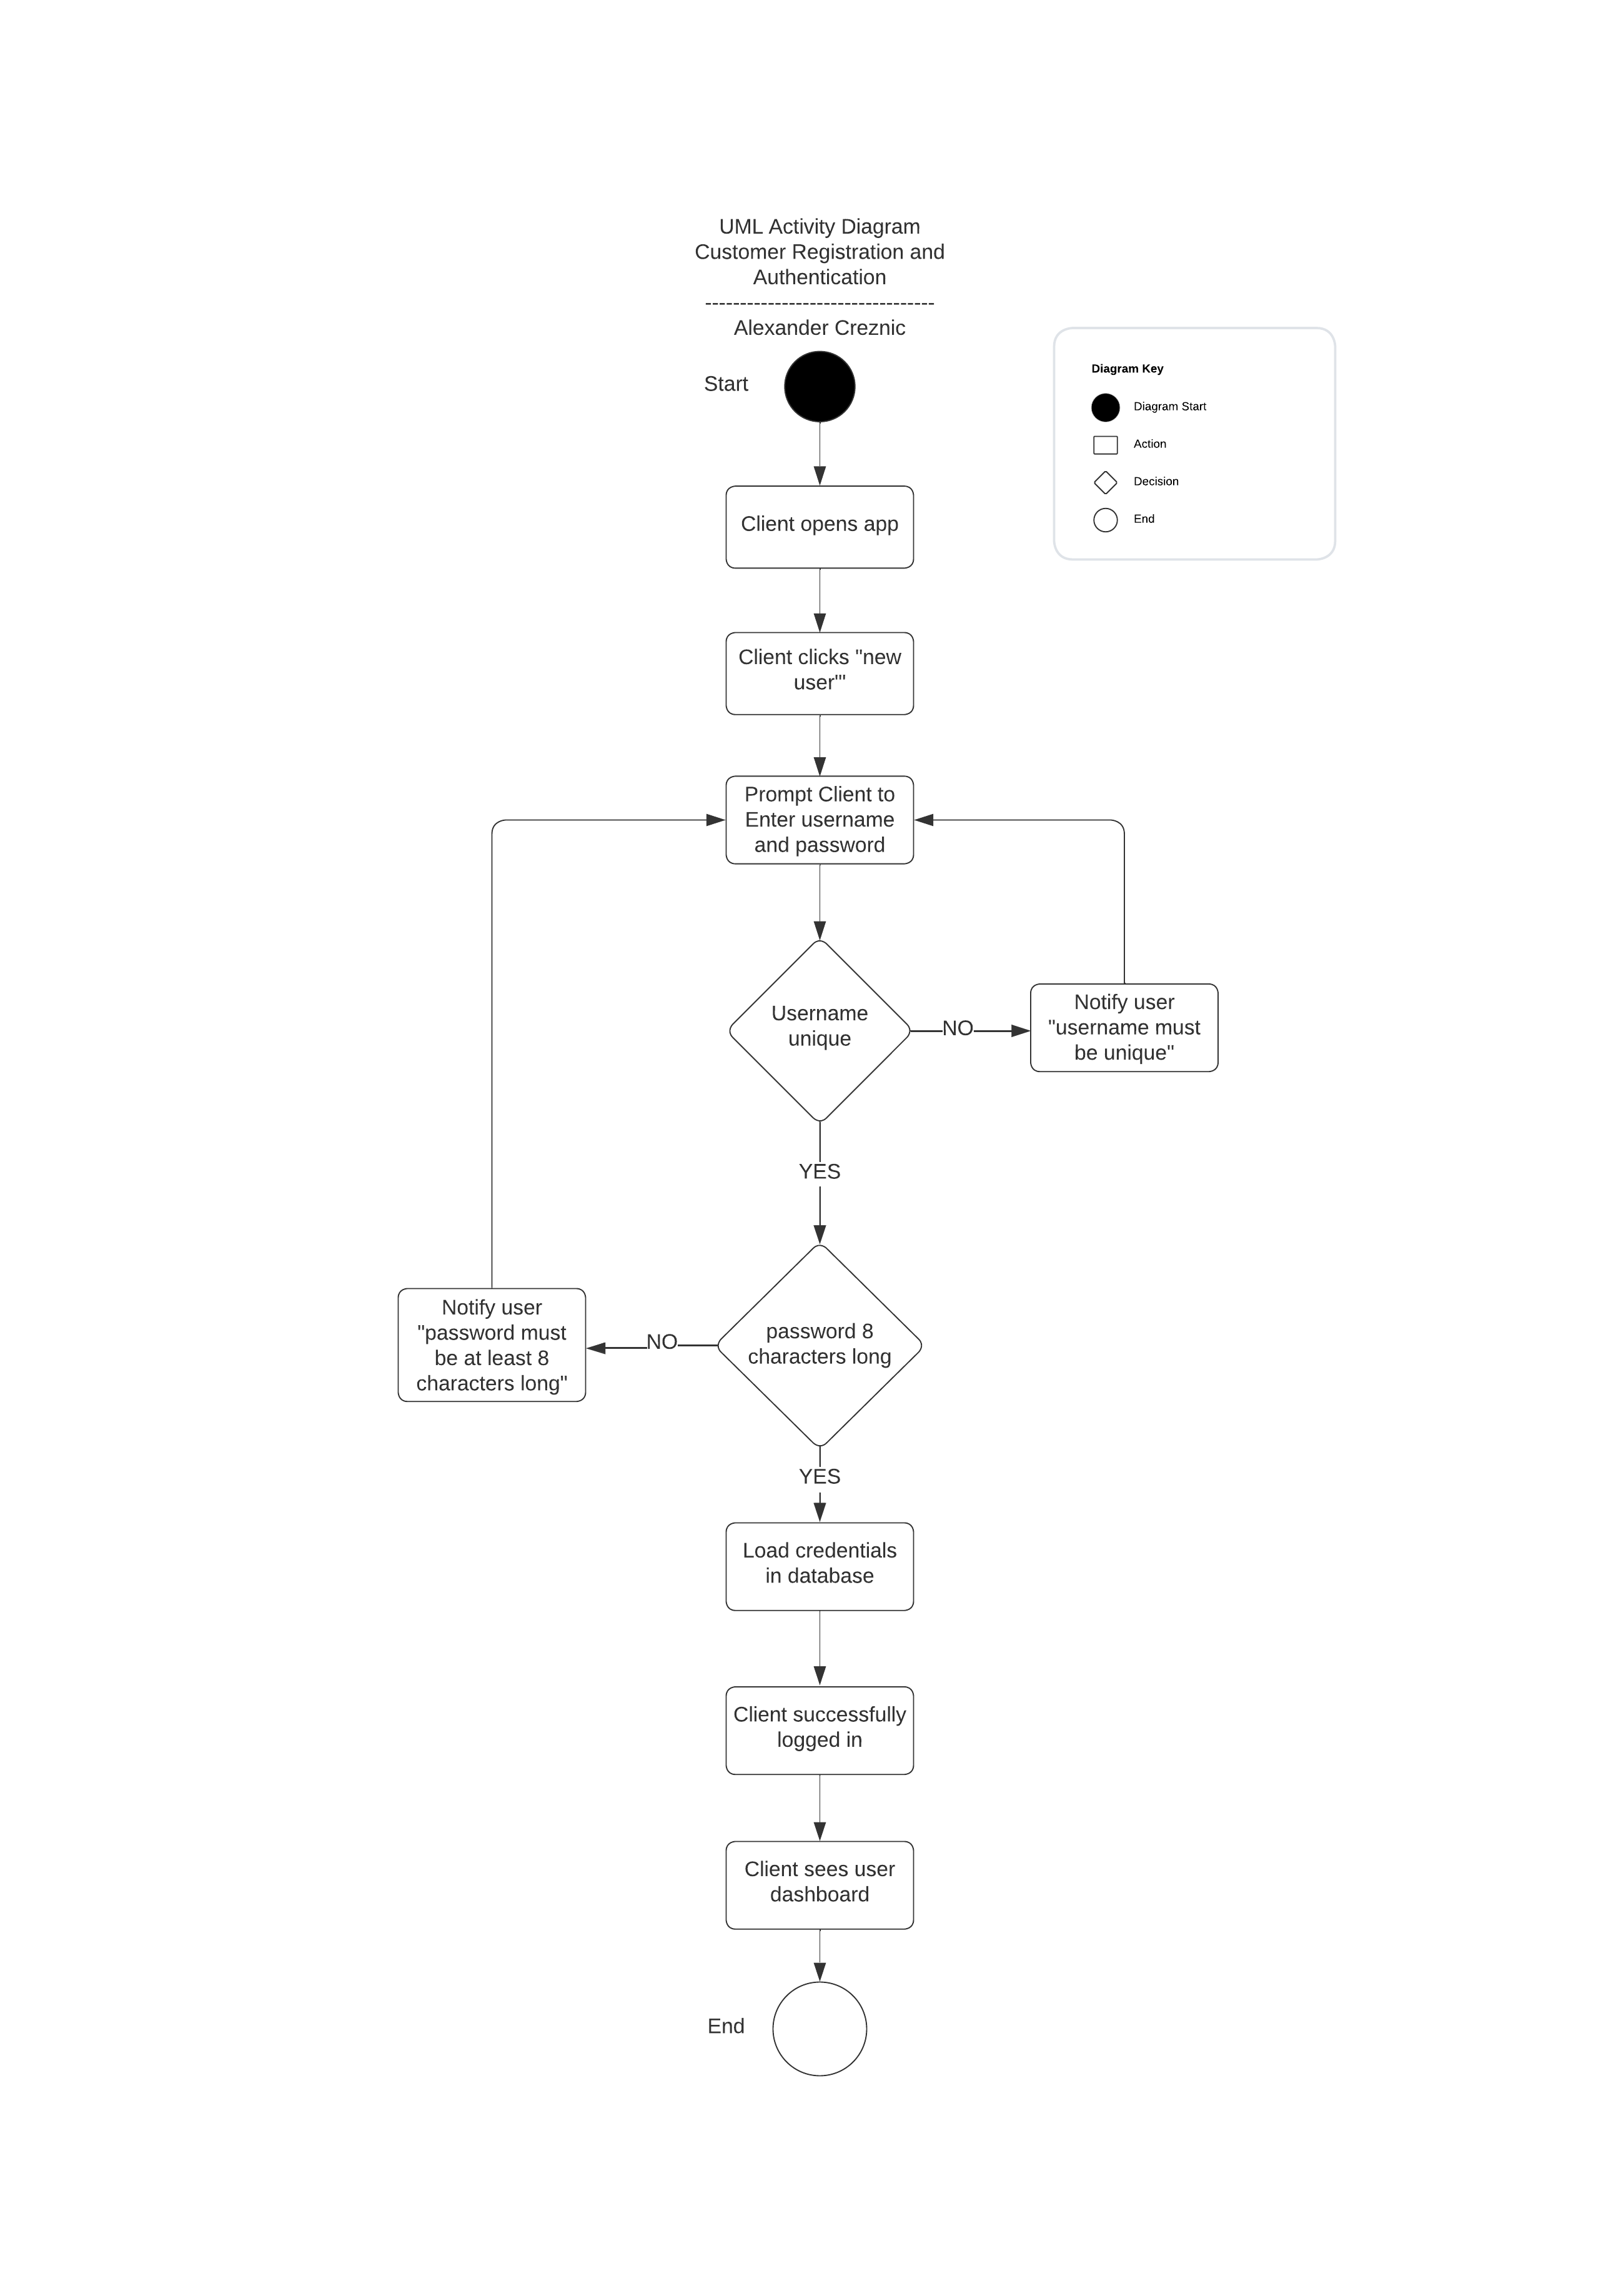 UML Activity Diagram
Customer Registration and
Authentication
---------------------------------
Alexander Creznic
Start
Diagram Key
Diagram Start
Action
Decision
End
Client opens app
Client clicks "new
user'"
Prompt Client to
Enter username
and password
Username
unique
NO
Notify user
"username must
be unique"
YES
password 8
characters long
NO
Notify user
"password must
be at least 8
characters long"
YES
Load credentials
in database
Client successfully
logged in
Client sees user
dashboard
End